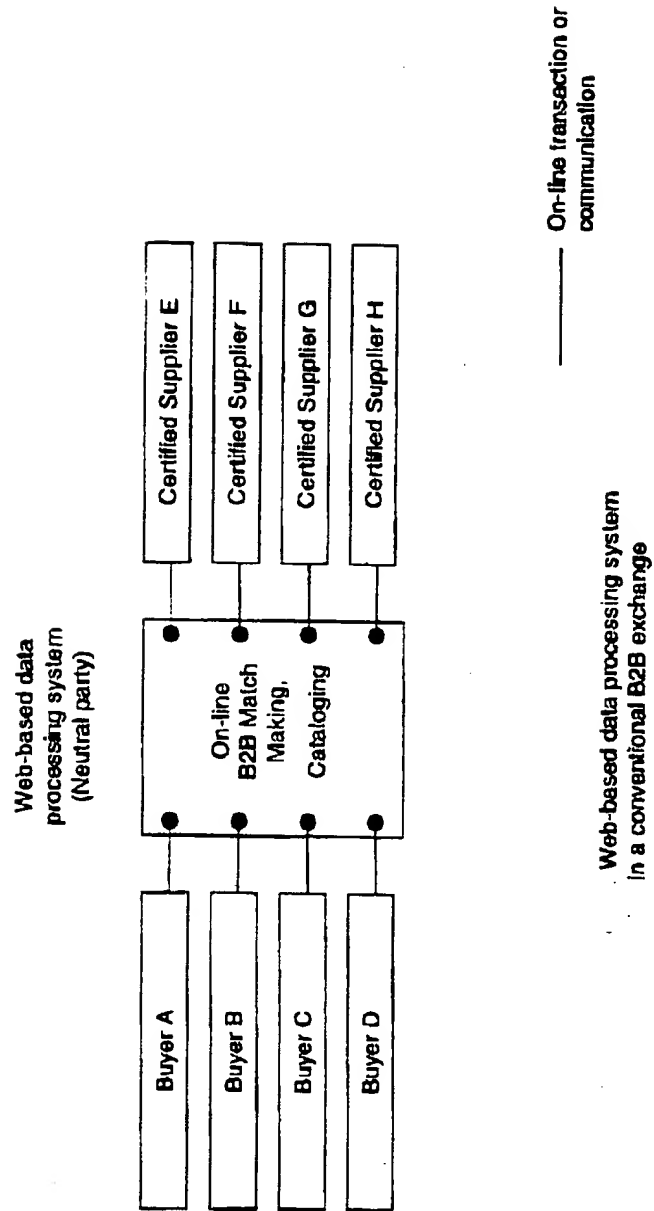 Web-based data
processing system
(Neutral party)
Buyer A
Buyer B
Buyer C
Buyer D
On-line
B2B Match
Making,
Cataloging
Certified Supplier E
Certified Supplier F
Certified Supplier G
Certified Supplier H
On-line transaction or
communication
Web-based data processing system
in a conventional B2B exchange